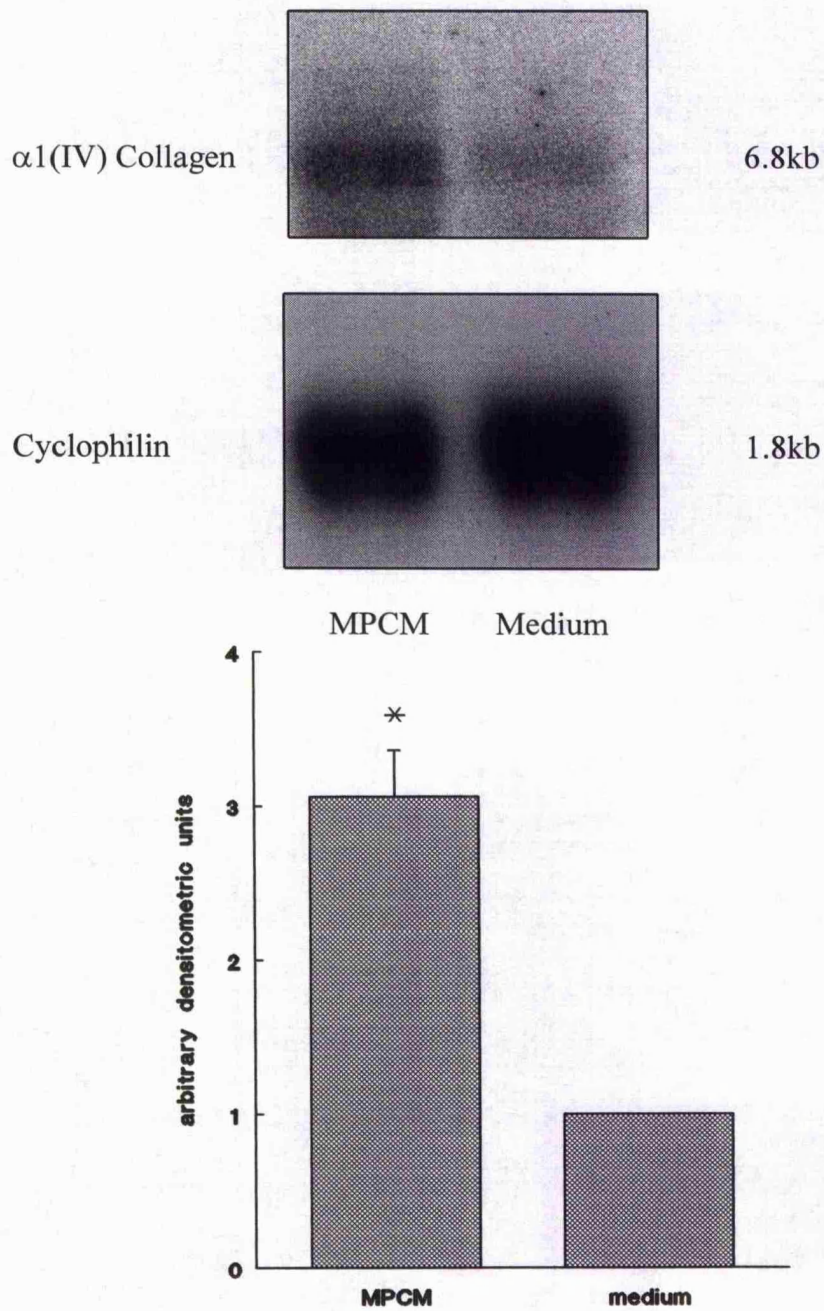 α1(IV) Collagen 6.8kb
Cyclophilin 1.8kb
MPCM Medium
4
*
3
2
1
0
arbitrary densitometric units
MPCM medium